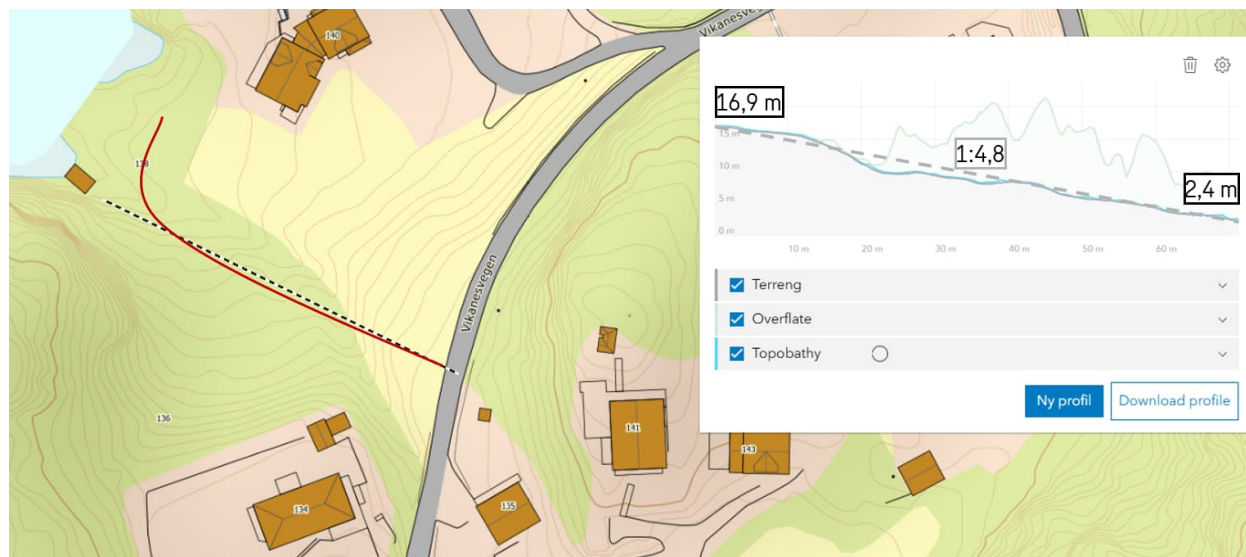 140
Vikanesvegen
138
Vikanesvegen
136
141
143
134
135
16,9 m
15 m
1:4,8
10 m
2,4 m
5 m
0 m
10 m
20 m
30 m
40 m
50 m
60 m
Terreng
Overflate
Topobathy
Ny profil
Download profile